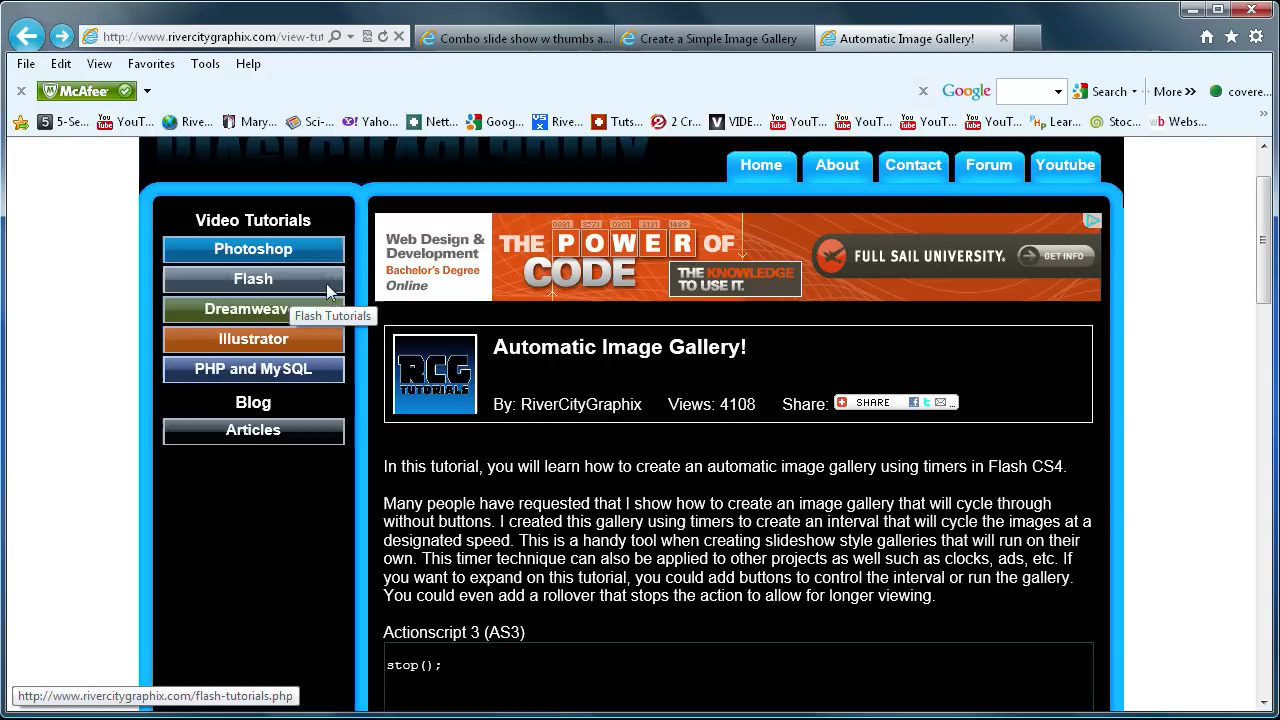 http://www.rivercitygraphix.com/view-tut
Combo slide show w thumbs a...
Create a Simple Image Gallery
Automatic Image Gallery!
File Edit View Favorites Tools Help
McAfee
Google
Search
More »
covere...
5-Se...
YouT...
Rive...
Mary...
Sci-...
Yaho...
Nett...
Goog...
Rive...
Tuts...
2 Cr...
VIDE...
YouT...
YouT...
YouT...
YouT...
Lear...
Stoc...
Webs...
Home About Contact Forum Youtube
Video Tutorials
Photoshop
Flash
Dreamweav
Flash Tutorials
Illustrator
PHP and MySQL
Blog
Articles
Web Design &
Development
Bachelor's Degree
Online
THE POWER OF
CODE
THE KNOWLEDGE
TO USE IT.
FULL SAIL UNIVERSITY.
GET INFO
RCG
TUTORIALS
Automatic Image Gallery!
By: RiverCityGraphix Views: 4108 Share: SHARE
In this tutorial, you will learn how to create an automatic image gallery using timers in Flash CS4.
Many people have requested that I show how to create an image gallery that will cycle through
without buttons. I created this gallery using timers to create an interval that will cycle the images at a
designated speed. This is a handy tool when creating slideshow style galleries that will run on their
own. This timer technique can also be applied to other projects as well such as clocks, ads, etc. If
you want to expand on this tutorial, you could add buttons to control the interval or run the gallery.
You could even add a rollover that stops the action to allow for longer viewing.
Actionscript 3 (AS3)
stop();
http://www.rivercitygraphix.com/flash-tutorials.php